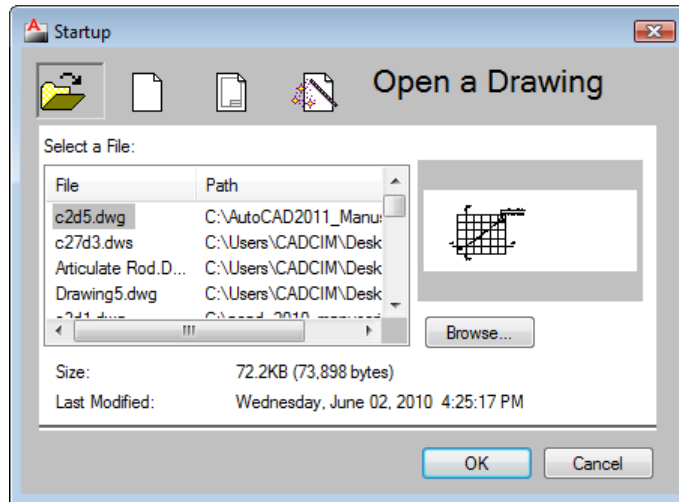 Startup
Open a Drawing
Select a File:
File Path
c2d5.dwg C:\AutoCAD2011_Manu
c27d3.dws C:\Users\CADCIM\Desk
Articulate Rod.D... C:\Users\CADCIM\Desk
Drawing5.dwg C:\Users\CADCIM\Desk
Browse...
Size: 72.2KB (73,898 bytes)
Last Modified: Wednesday, June 02, 2010 4:25:17 PM
OK Cancel